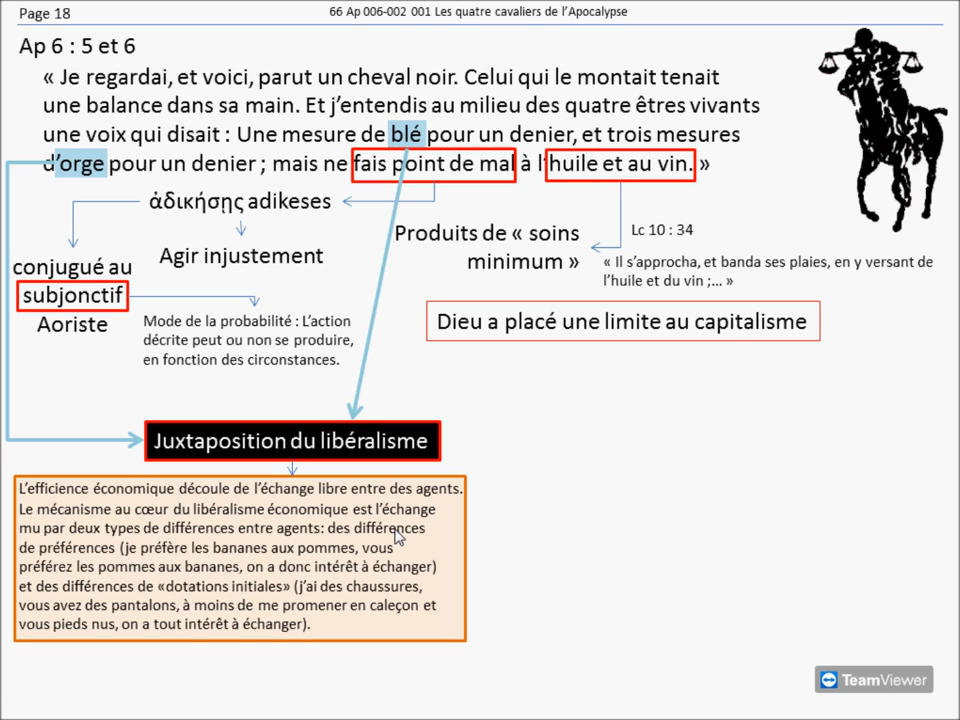 Page 18
66 Ap 006-002 001 Les quatre cavaliers de l’Apocalypse
Ap 6 : 5 et 6
« Je regardai, et voici, parut un cheval noir. Celui qui le montait tenait
une balance dans sa main. Et j’entendis au milieu des quatre êtres vivants
une voix qui disait : Une mesure de blé pour un denier, et trois mesures
d’orge pour un denier ; mais ne fais point de mal à l’huile et au vin. »
ἀδικήσῃς adikeses
Agir injustement
conjugué au
subjonctif
Aoriste
Mode de la probabilité : L’action
décrite peut ou non se produire,
en fonction des circonstances.
Produits de « soins
minimum »
Lc 10 : 34
« Il s’approcha, et banda ses plaies, en y versant de
l’huile et du vin ;... »
Dieu a placé une limite au capitalisme
Juxtaposition du libéralisme
L’efficience économique découle de l’échange libre entre des agents.
Le mécanisme au cœur du libéralisme économique est l’échange
mu par deux types de différences entre agents: des différences
de préférences (je préfère les bananes aux pommes, vous
préférez les pommes aux bananes, on a donc intérêt à échanger)
et des différences de «dotations initiales» (j’ai des chaussures,
vous avez des pantalons, à moins de me promener en caleçon et
vous pieds nus, on a tout intérêt à échanger).
TeamViewer